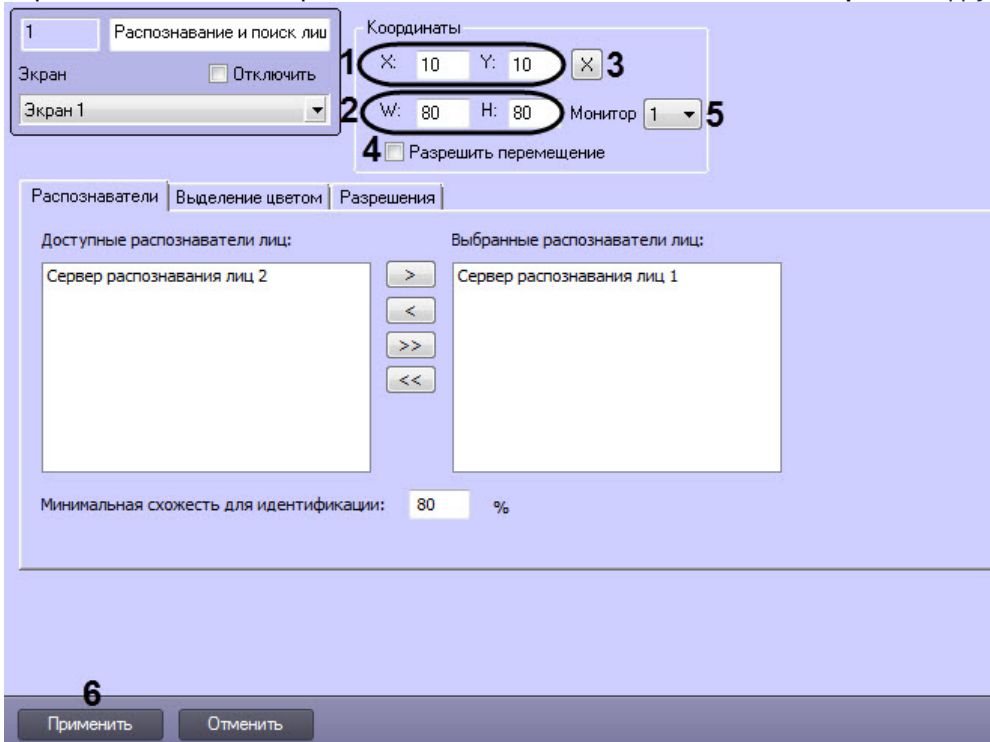 1 Распознавание и поиск лиц
Экран Отключить
Экран 1
Координаты
1 X: 10 Y: 10 X 3
2 W: 80 H: 80 Монитор 1 5
4 Разрешить перемещение
Распознаватели Выделение цветом Разрешения
Доступные распознаватели лиц: Выбранные распознаватели лиц:
Сервер распознавания лиц 2 > Сервер распознавания лиц 1
<
>>
<<
Минимальная схожесть для идентификации: 80 %
6
Применить Отменить